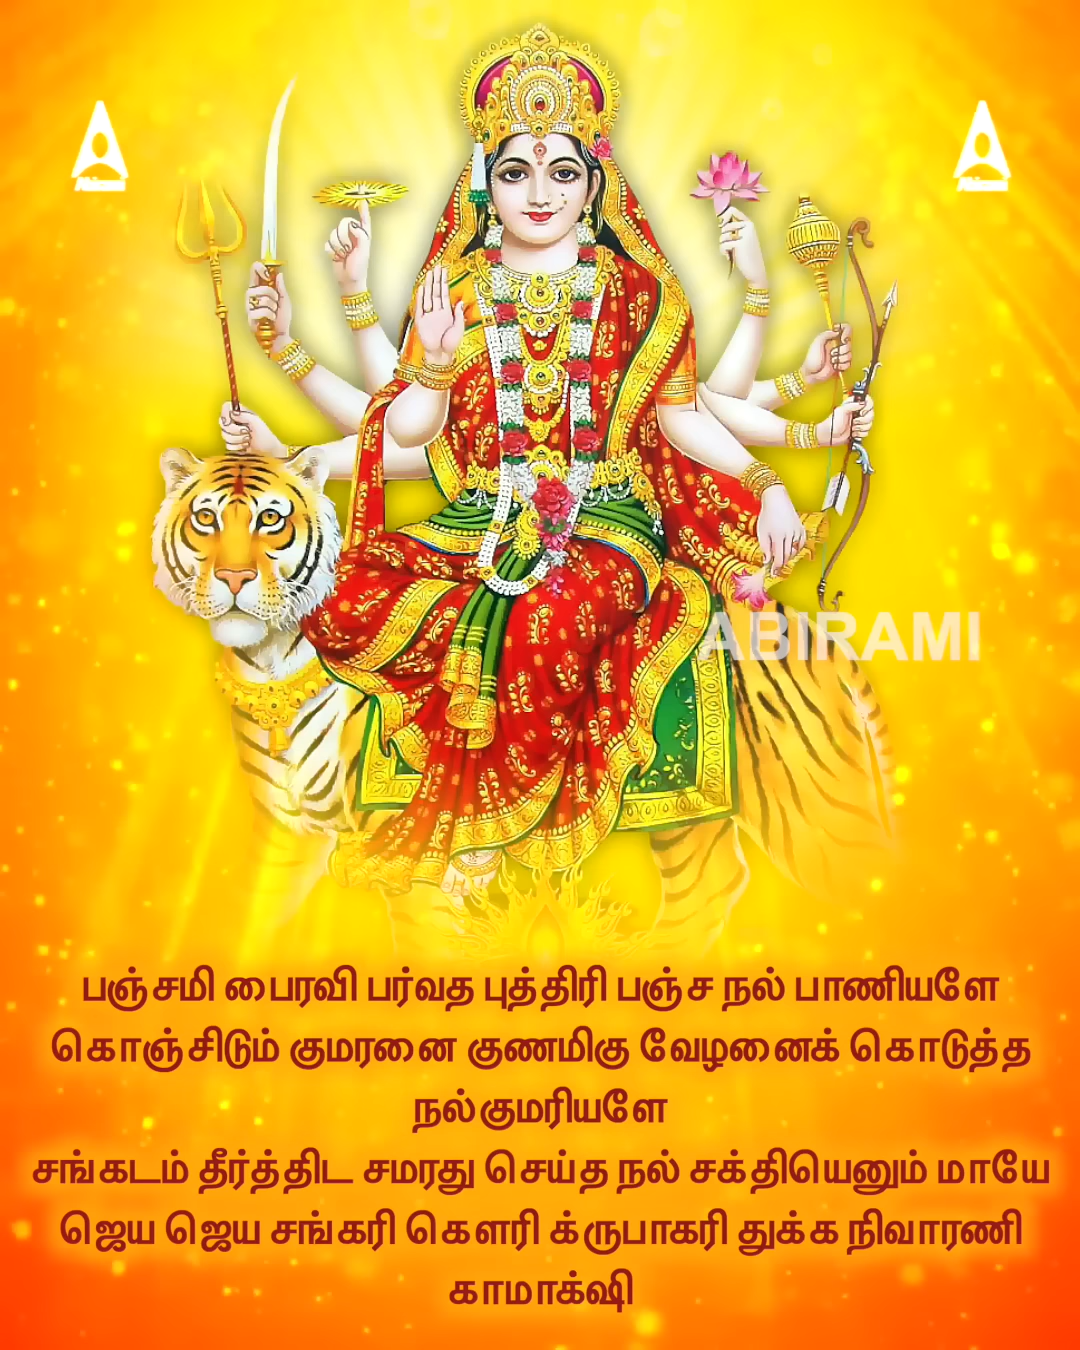 ABIRAMI
பஞ்சமி பைரவி பர்வத புத்திரி பஞ்ச நல் பாணியளே
கொஞ்சிடும் குமரனை குணமிகு வேழனைக் கொடுத்த
நல்குமரியளே
சங்கடம் தீர்த்திட சமரது செய்த நல் சக்தியெனும் மாயே
ஜெய ஜெய சங்கரி கௌரி க்ருபாகரி துக்க நிவாரணி
காமாக்ஷி